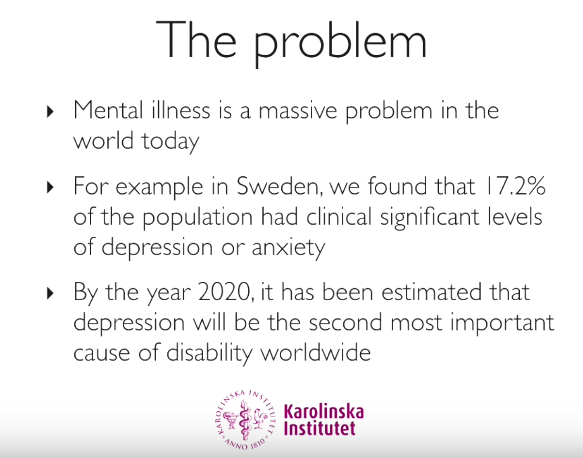 The problem
Mental illness is a massive problem in the
world today
For example in Sweden, we found that 17.2%
of the population had clinical significant levels
of depression or anxiety
By the year 2020, it has been estimated that
depression will be the second most important
cause of disability worldwide
KAROLINSKA INSTITUTET
ANNO 1810
Karolinska
Institutet